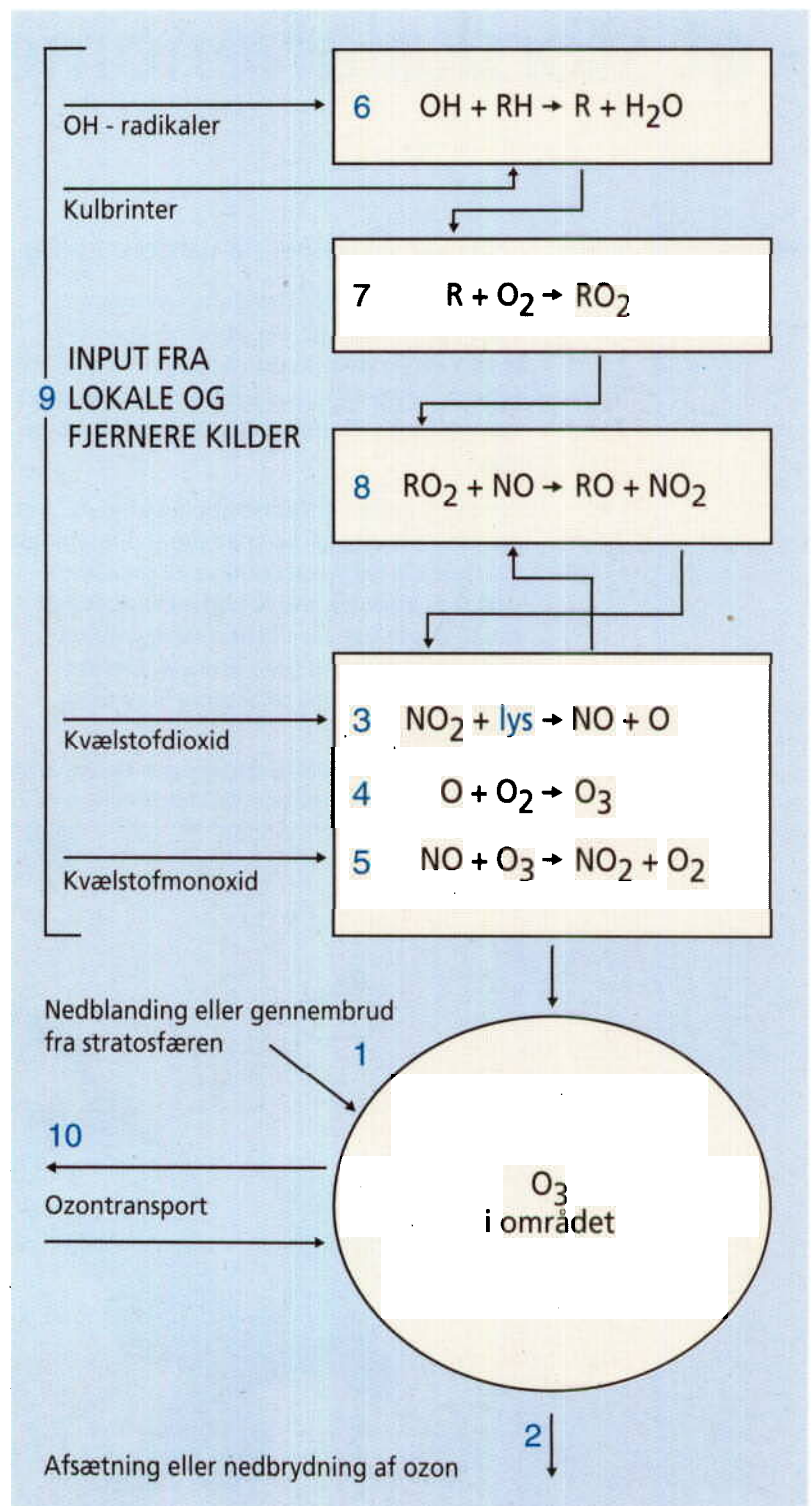 6 OH + RH → R + H₂O
OH - radikaler
Kulbrinter
7 R + O₂ → RO₂
INPUT FRA
9 LOKALE OG
FJERNERE KILDER
8 RO₂ + NO → RO + NO₂
3 NO₂ + lys → NO + O
Kvælstofdioxid
4 O + O₂ → O₃
5 NO + O₃ → NO₂ + O₂
Kvælstofmonoxid
Nedblanding eller gennembrud
fra stratosfæren
1
10
Ozontransport
O₃
i området
2
Afsætning eller nedbrydning af ozon